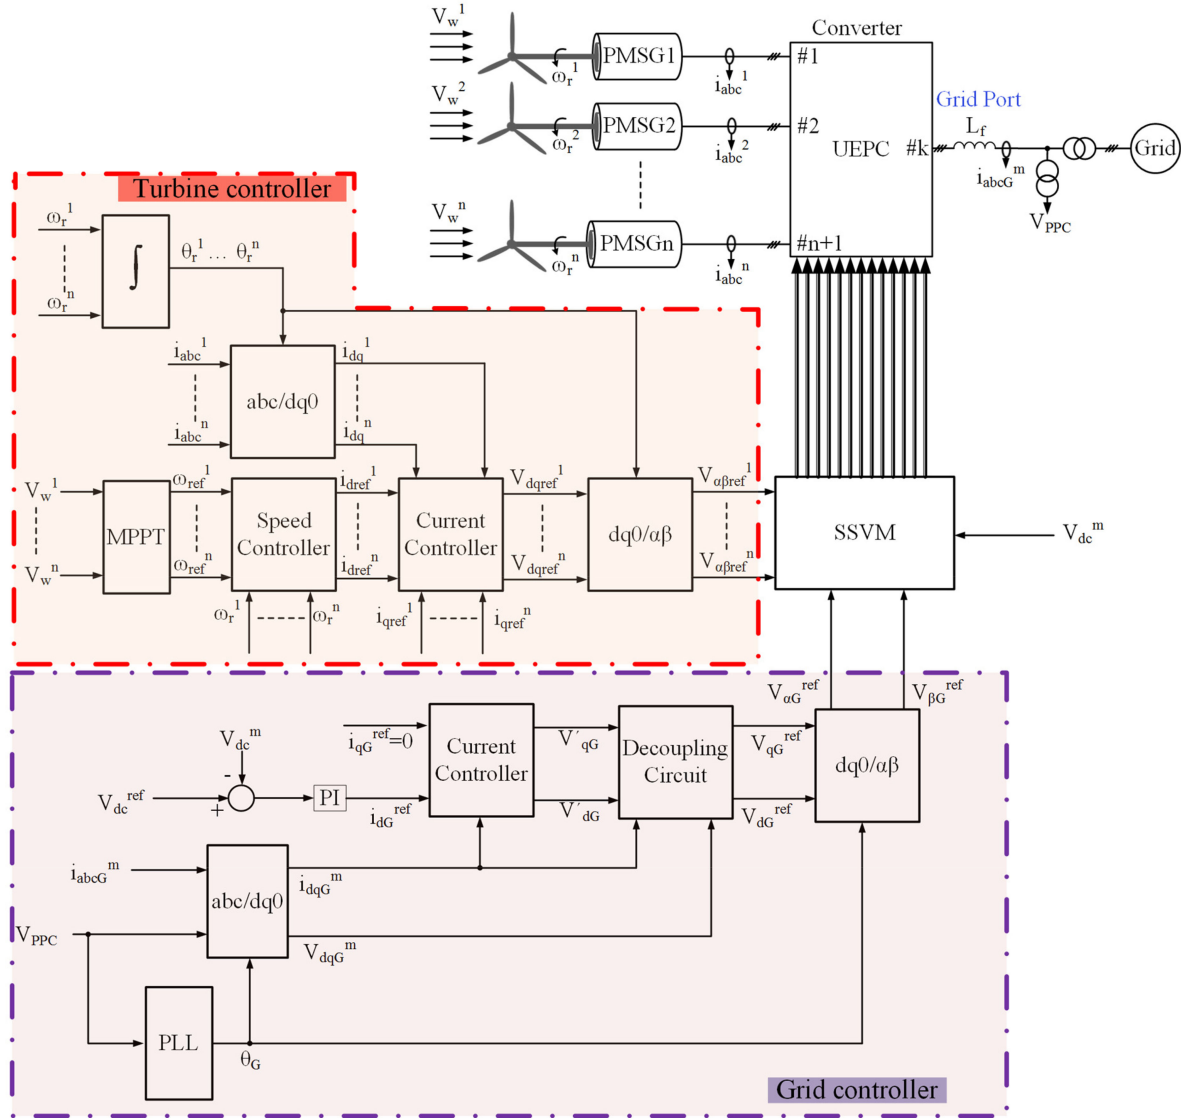 Converter
V_w^1
ω_r^1
PMSG1
i_abc^1
#1
V_w^2
ω_r^2
PMSG2
i_abc^2
#2
UEPC
#k
Grid Port
L_f
i_abcG^m
V_PPC
Grid
V_w^n
ω_r^n
PMSGn
i_abc^n
#n+1
Turbine controller
ω_r^1
ω_r^n
∫
θ_r^1 ... θ_r^n
i_abc^1
i_abc^n
abc/dq0
i_dq^1
i_dq^n
V_w^1
V_w^n
MPPT
ω_ref^1
ω_ref^n
Speed
Controller
ω_r^1
ω_r^n
i_dref^1
i_dref^n
Current
Controller
i_qref^1
i_qref^n
V_dqref^1
V_dqref^n
dq0/αβ
V_αβref^1
V_αβref^n
SSVM
V_dc^m
V_αG^ref
V_βG^ref
V_dc^m
-
V_dc^ref
+
PI
i_qG^ref=0
i_dG^ref
Current
Controller
V´_qG
V´_dG
Decoupling
Circuit
V_qG^ref
V_dG^ref
dq0/αβ
i_abcG^m
V_PPC
abc/dq0
i_dqG^m
V_dqG^m
PLL
θ_G
Grid controller